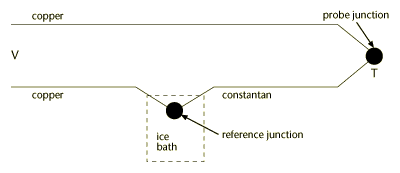 copper
probe junction
V
T
copper
constantan
ice
bath
reference junction